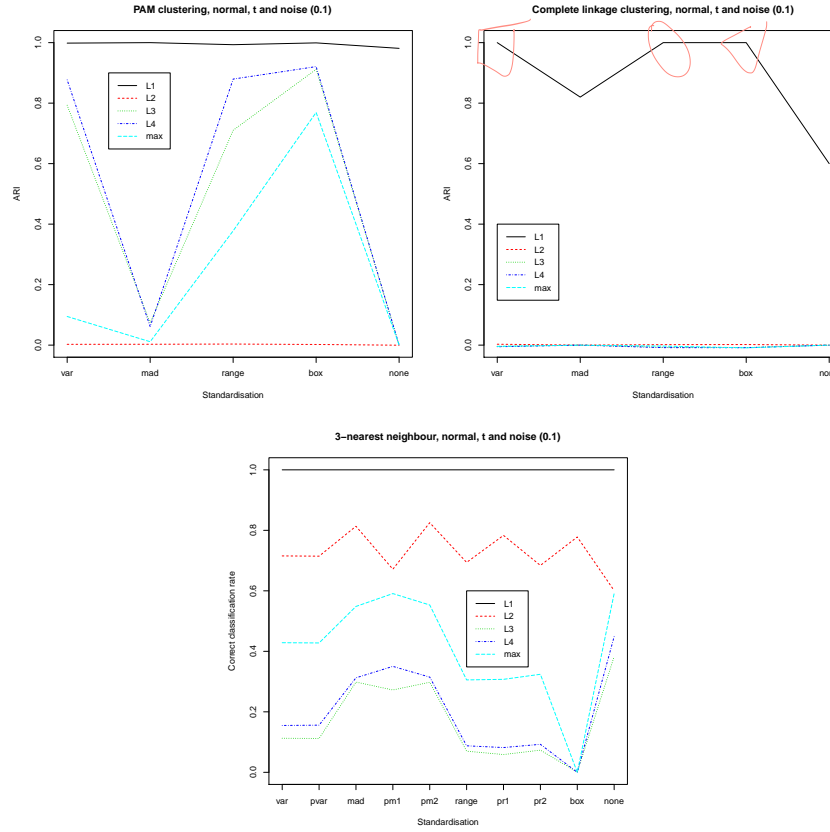 PAM clustering, normal, t and noise (0.1)
1.0
0.8
0.6
0.4
0.2
0.0
ARI
L1
L2
L3
L4
max
var
mad
range
box
none
Standardisation
Complete linkage clustering, normal, t and noise (0.1)
1.0
0.8
0.6
0.4
0.2
0.0
ARI
L1
L2
L3
L4
max
var
mad
range
box
non
Standardisation
3−nearest neighbour, normal, t and noise (0.1)
1.0
0.8
0.6
0.4
0.2
0.0
Correct classification rate
L1
L2
L3
L4
max
var
pvar
mad
pm1
pm2
range
pr1
pr2
box
none
Standardisation